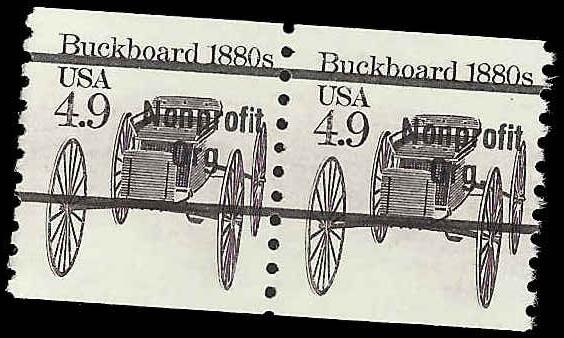 Buckboard 1880s
USA
4.9
Nonprofit
Org
Buckboard 1880s
USA
4.9
Nonprofit
Org